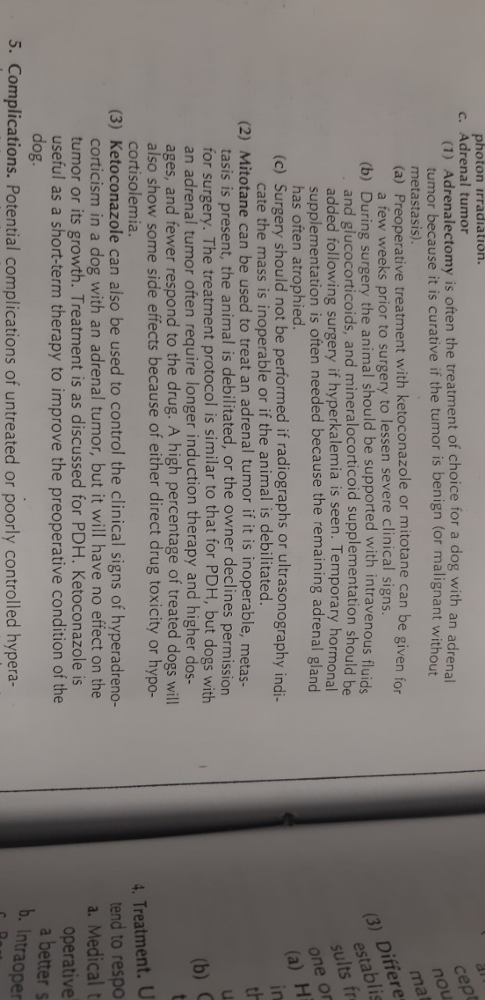 photon irradiation.
c. Adrenal tumor
(1) Adrenalectomy is often the treatment of choice for a dog with an adrenal
tumor because it is curative if the tumor is benign (or malignant without
metastasis).
(a) Preoperative treatment with ketoconazole or mitotane can be given for
a few weeks prior to surgery to lessen severe clinical signs.
(b) During surgery the animal should be supported with intravenous fluids
and glucocorticoids, and mineralocorticoid supplementation should be
added following surgery if hyperkalemia is seen. Temporary hormonal
supplementation is often needed because the remaining adrenal gland
has often atrophied.
(c) Surgery should not be performed if radiographs or ultrasonography indi-
cate the mass is inoperable or if the animal is debilitated.
(2) Mitotane can be used to treat an adrenal tumor if it is inoperable, metas-
tasis is present, the animal is debilitated, or the owner declines permission
for surgery. The treatment protocol is similar to that for PDH, but dogs with
an adrenal tumor often require longer induction therapy and higher dos-
ages, and fewer respond to the drug. A high percentage of treated dogs will
also show some side effects because of either direct drug toxicity or hypo-
cortisolemia.
(3) Ketoconazole can also be used to control the clinical signs of hyperadreno-
corticism in a dog with an adrenal tumor, but it will have no effect on the
tumor or its growth. Treatment is as discussed for PDH. Ketoconazole is
useful as a short-term therapy to improve the preoperative condition of the
dog.
5. Complications. Potential complications of untreated or poorly controlled hypera-
cept
not
ma
(3) Differe
establis
sults fr
one or
(a) H
in
th
u
(b) C
t
4. Treatment. U
tend to respo
a. Medical t
operative
a better s
b. Intraoper